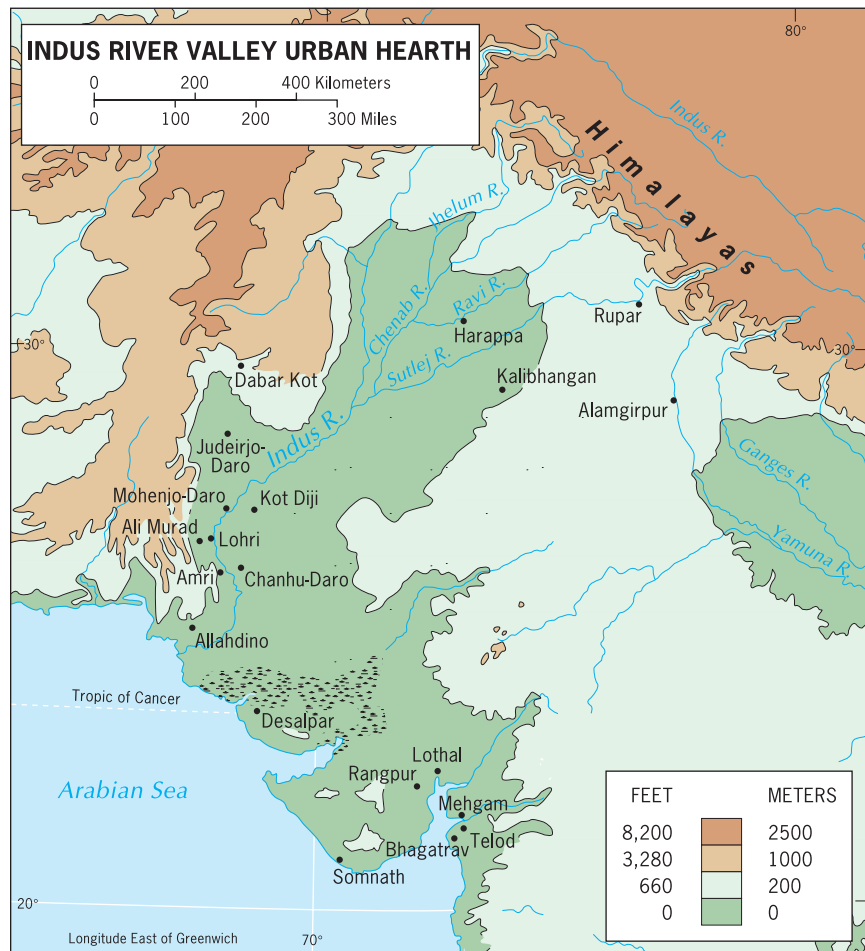 INDUS RIVER VALLEY URBAN HEARTH
0 200 400 Kilometers
0 100 200 300 Miles
80°
Indus R.
Himalayas
Jhelum R.
Chenab R.
Ravi R.
Rupar
Harappa
30°
30°
Sutlej R.
Dabar Kot
Kalibhangan
Alamgirpur
Indus R.
Judeirjo-
Daro
Ganges R.
Mohenjo-Daro
Kot Diji
Ali Murad
Lohri
Yamuna R.
Amri
Chanhu-Daro
Allahdino
Tropic of Cancer
Desalpar
Lothal
Rangpur
Arabian Sea
Mehgam
Telod
Bhagatrav
Somnath
FEET METERS
8,200 2500
3,280 1000
660 200
0 0
20°
Longitude East of Greenwich
70°